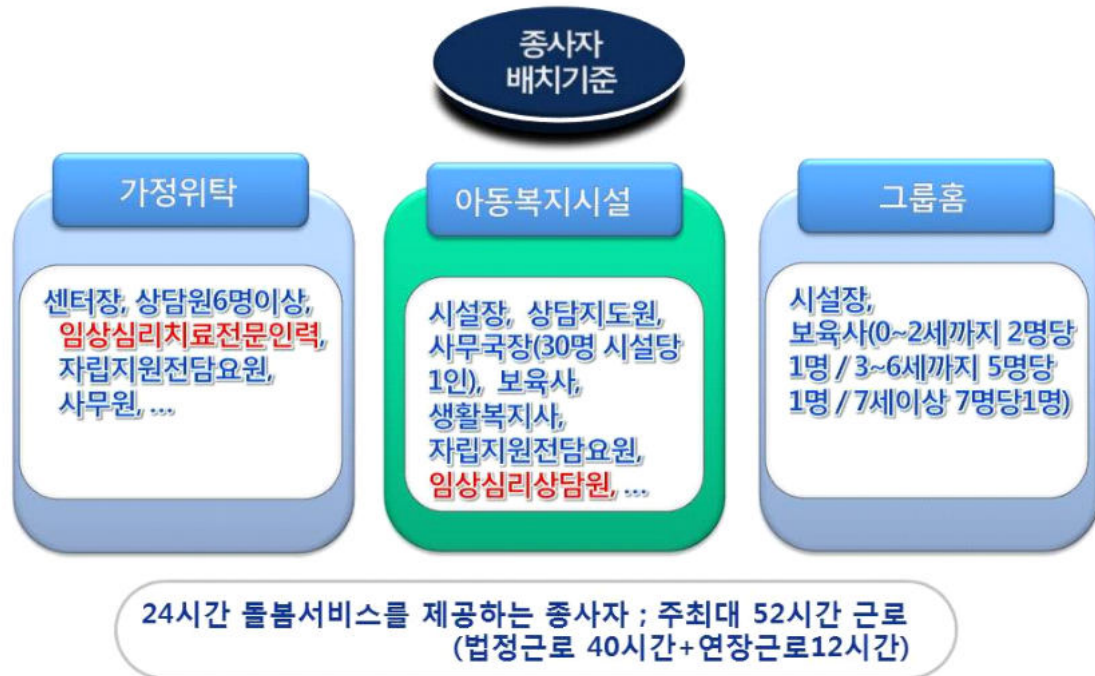 종사자
배치기준
가정위탁
센터장, 상담원6명이상,
임상심리치료전문인력,
자립지원전담요원,
사무원, ...
아동복지시설
시설장, 상담지도원,
사무국장(30명 시설당
1인), 보육사,
생활복지사,
자립지원전담요원,
임상심리상담원, ...
그룹홈
시설장,
보육사(0~2세까지 2명당
1명 / 3~6세까지 5명당
1명 / 7세이상 7명당1명)
24시간 돌봄서비스를 제공하는 종사자 ; 주최대 52시간 근로
(법정근로 40시간+연장근로12시간)